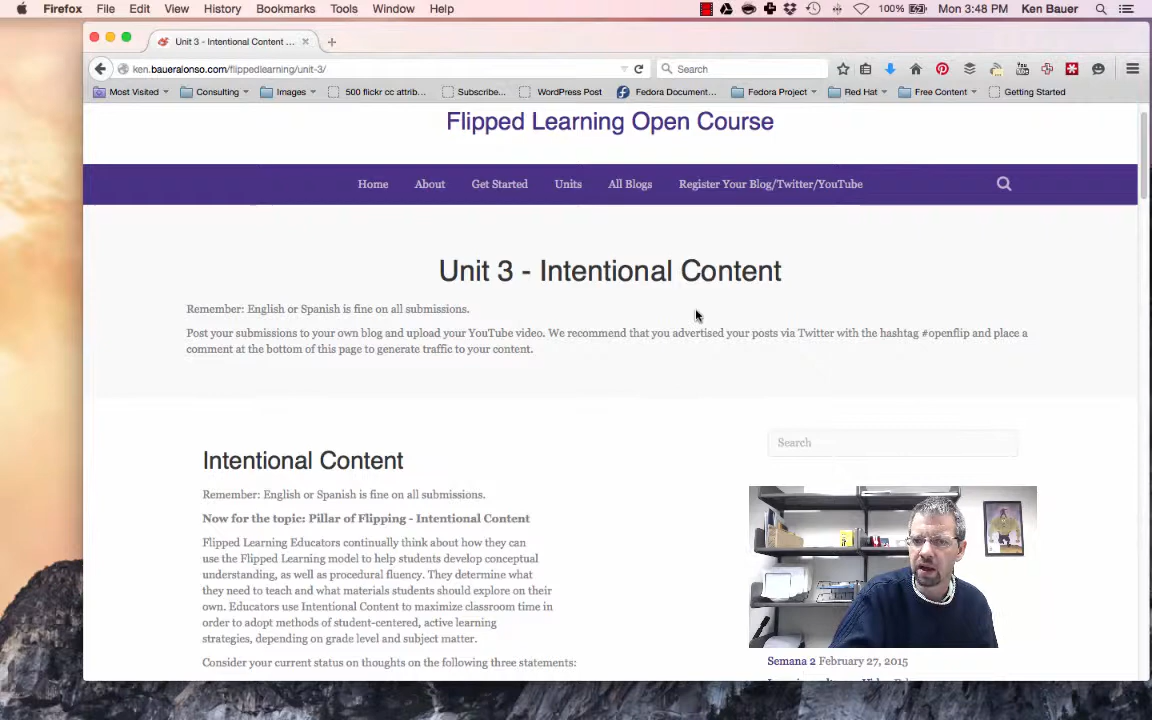 Firefox File Edit View History Bookmarks Tools Window Help 100% Mon 3:48 PM Ken Bauer
Unit 3 - Intentional Content ...
ken.baueralonso.com/flippedlearning/unit-3/ Search
Most Visited Consulting Images 500 flickr cc attrib... Subscribe... WordPress Post Fedora Document... Fedora Project Red Hat Free Content Getting Started
Flipped Learning Open Course
Home About Get Started Units All Blogs Register Your Blog/Twitter/YouTube
Unit 3 - Intentional Content
Remember: English or Spanish is fine on all submissions.
Post your submissions to your own blog and upload your YouTube video. We recommend that you advertised your posts via Twitter with the hashtag #openflip and place a
comment at the bottom of this page to generate traffic to your content.
Search
Intentional Content
Remember: English or Spanish is fine on all submissions.
Now for the topic: Pillar of Flipping - Intentional Content
Flipped Learning Educators continually think about how they can
use the Flipped Learning model to help students develop conceptual
understanding, as well as procedural fluency. They determine what
they need to teach and what materials students should explore on their
own. Educators use Intentional Content to maximize classroom time in
order to adopt methods of student-centered, active learning
strategies, depending on grade level and subject matter.
Consider your current status on thoughts on the following three statements:
Semana 2 February 27, 2015